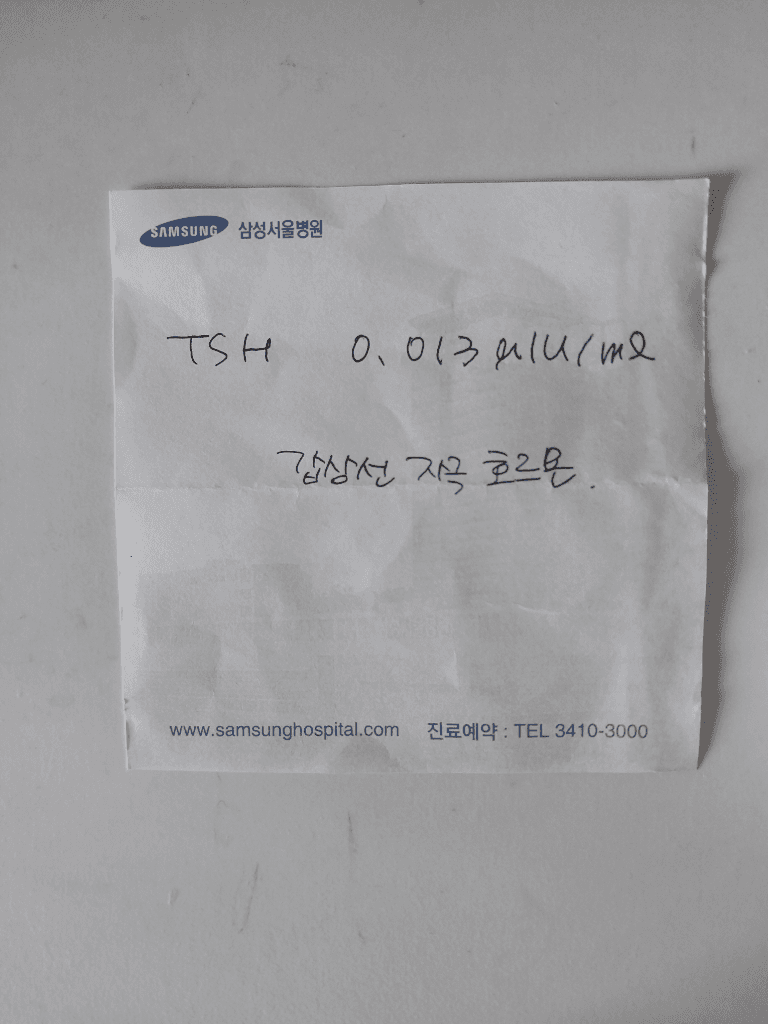 SAMSUNG 삼성서울병원
TSH 0.013 μIU/ml
갑상선 자극 호르몬.
www.samsunghospital.com 진료예약 : TEL 3410-3000